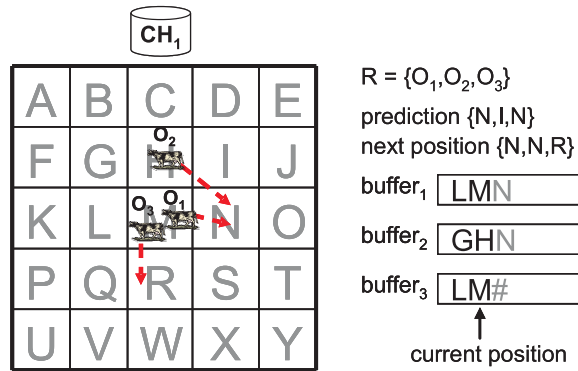 CH1
A B C D E
O2
F G H I J
O3 O1
K L M N O
P Q R S T
U V W X Y
R = {O1,O2,O3}
prediction {N,I,N}
next position {N,N,R}
buffer1 LMN
buffer2 GHN
buffer3 LM#
current position